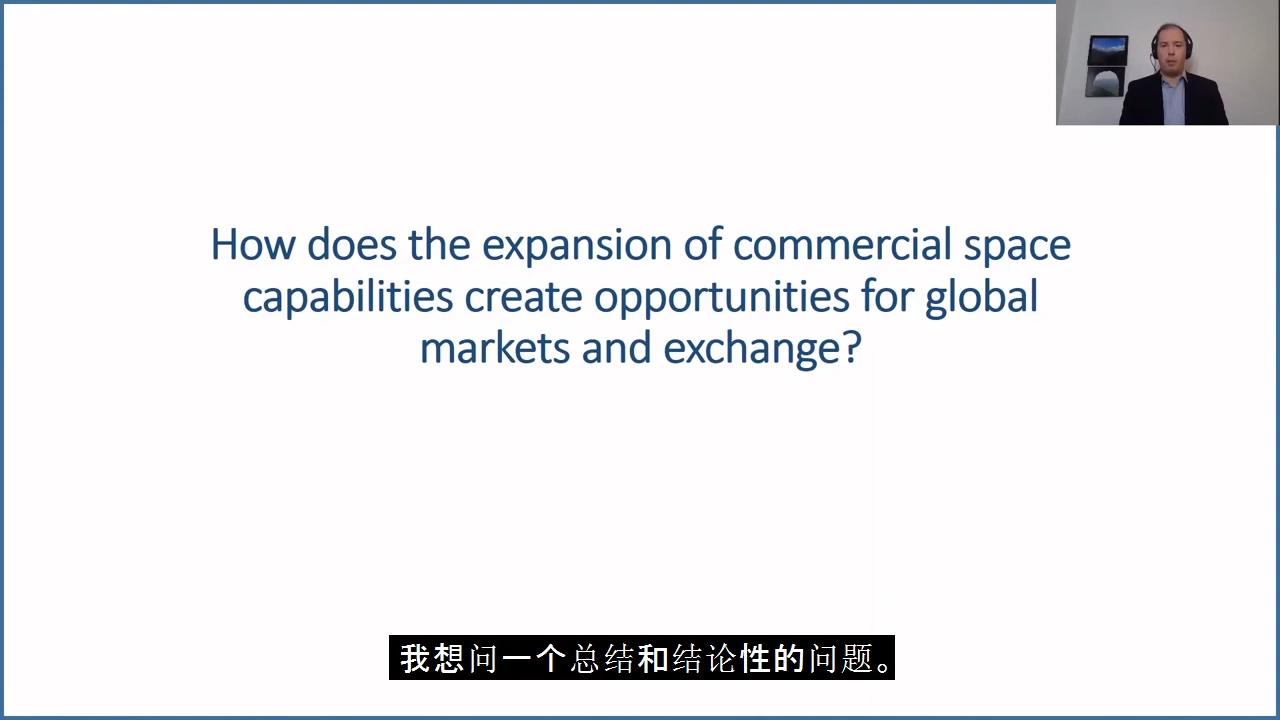 How does the expansion of commercial space
capabilities create opportunities for global
markets and exchange?
我想问一个总结和结论性的问题。